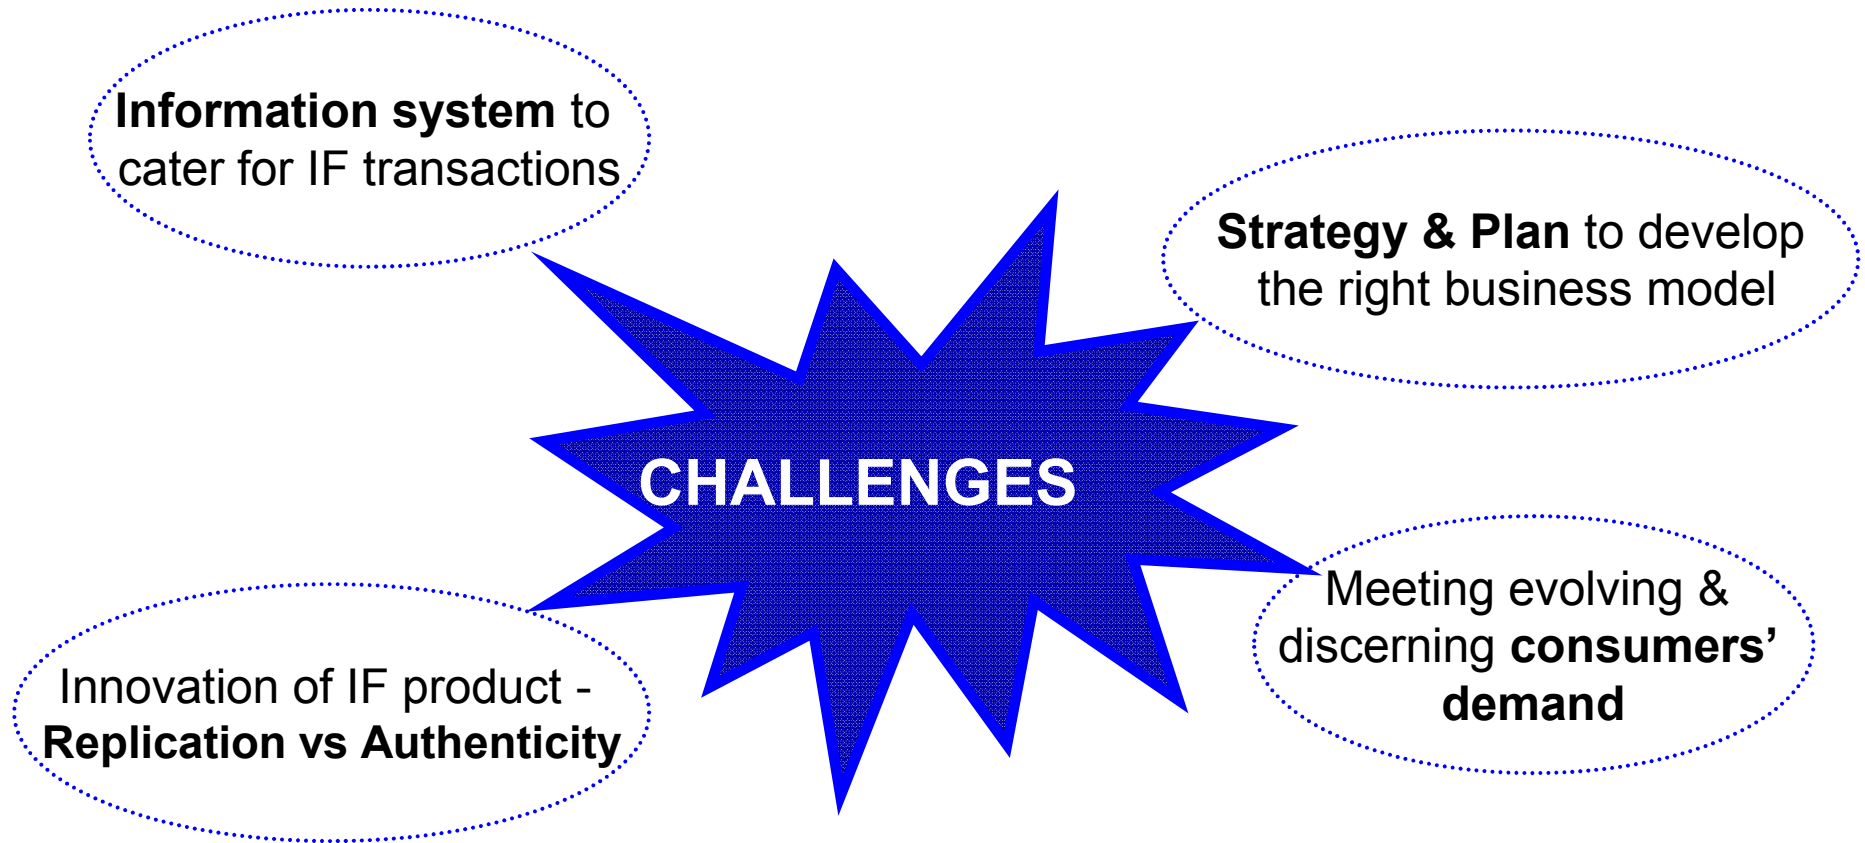 Information system to
cater for IF transactions
Strategy & Plan to develop
the right business model
CHALLENGES
Innovation of IF product -
Replication vs Authenticity
Meeting evolving &
discerning consumers’
demand